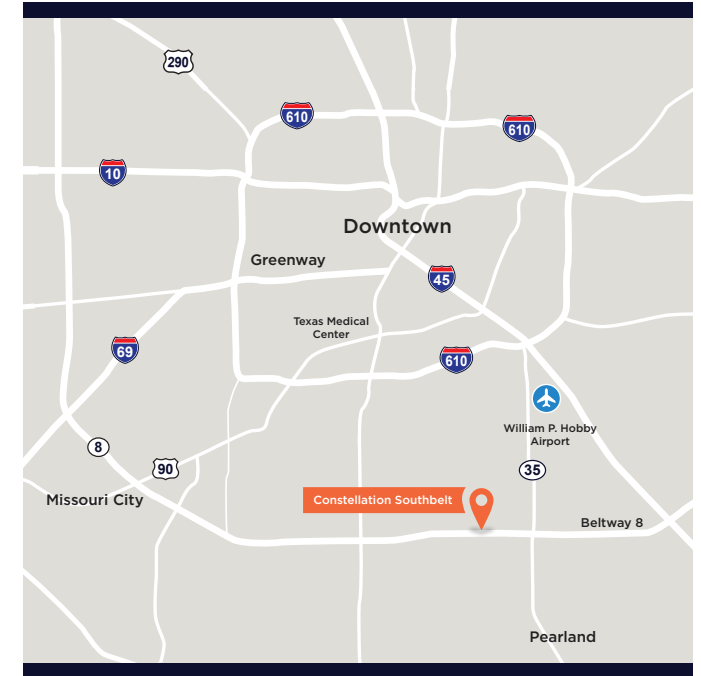 290
610
610
10
Downtown
Greenway
45
Texas Medical
Center
69
610
William P. Hobby
Airport
8
90
35
Missouri City
Constellation Southbelt
Beltway 8
Pearland